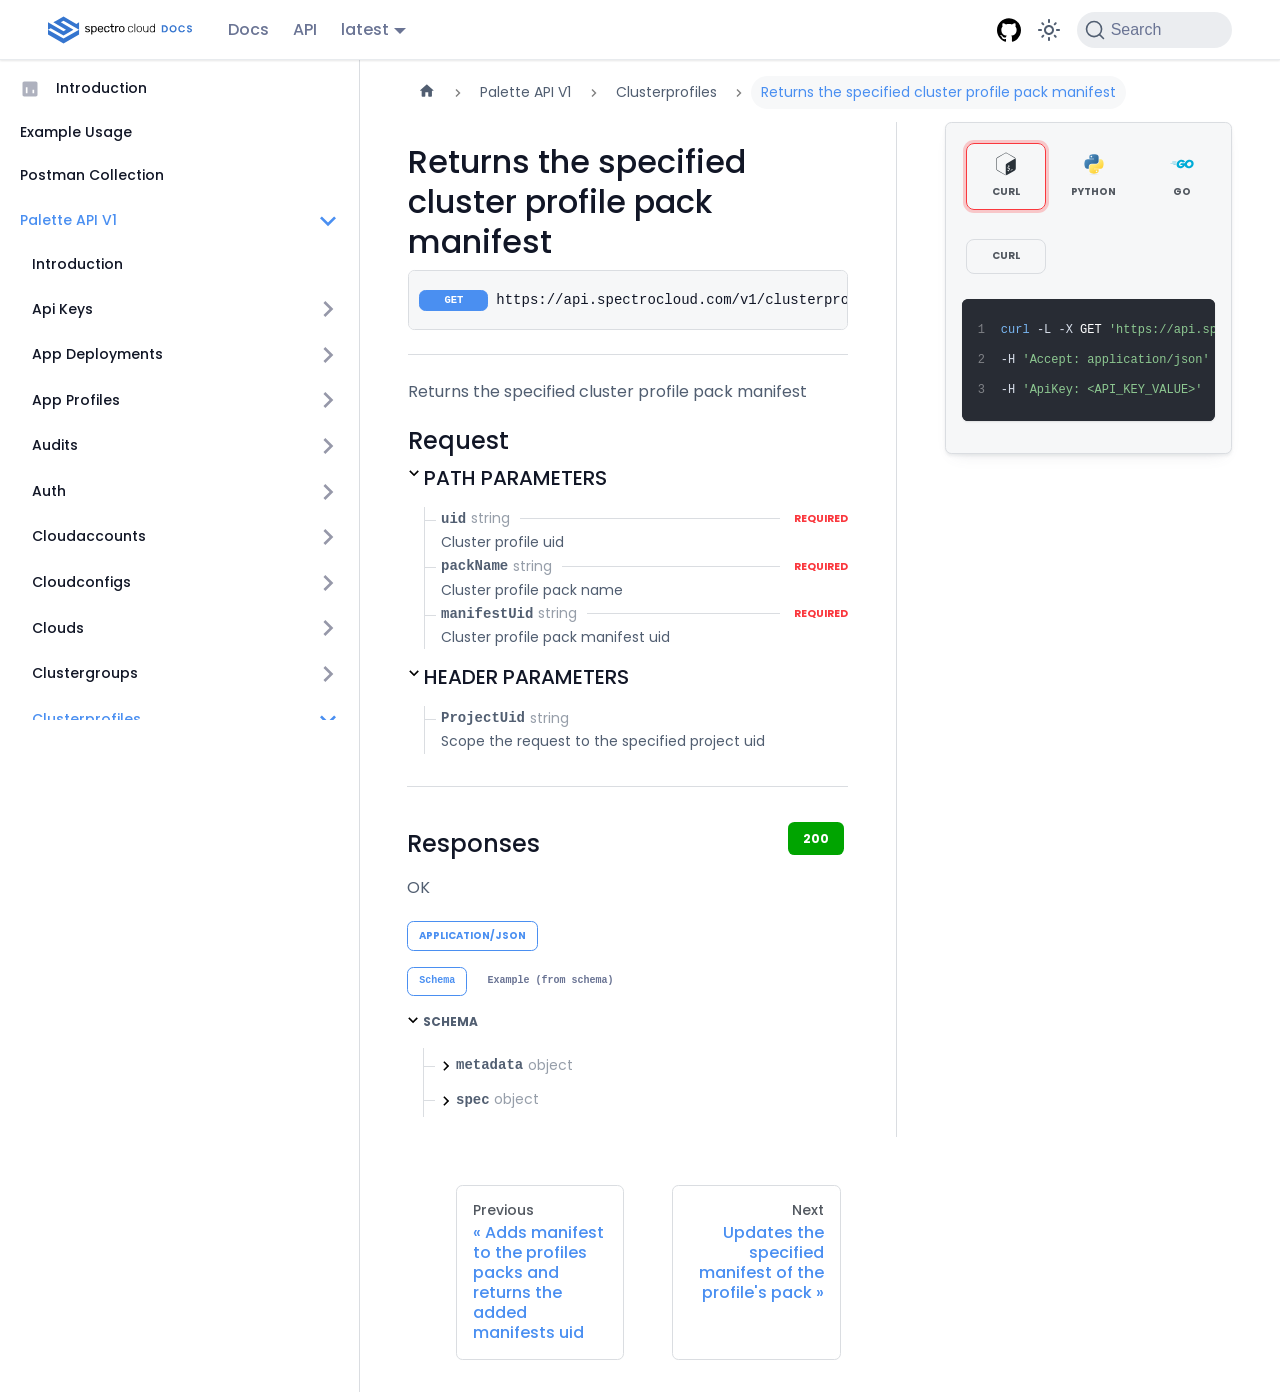 spectro cloud DOCS
Docs
API
latest
Search
Introduction
Example Usage
Postman Collection
Palette API V1
Introduction
Api Keys
App Deployments
App Profiles
Audits
Auth
Cloudaccounts
Cloudconfigs
Clouds
Clustergroups
Clusterprofiles
Palette API V1
Clusterprofiles
Returns the specified cluster profile pack manifest
Returns the specified
cluster profile pack
manifest
GET https://api.spectrocloud.com/v1/clusterpro
Returns the specified cluster profile pack manifest
Request
PATH PARAMETERS
uid string REQUIRED
Cluster profile uid
packName string REQUIRED
Cluster profile pack name
manifestUid string REQUIRED
Cluster profile pack manifest uid
HEADER PARAMETERS
ProjectUid string
Scope the request to the specified project uid
Responses
200
OK
APPLICATION/JSON
Schema
Example (from schema)
SCHEMA
metadata object
spec object
CURL
PYTHON
GO
CURL
1 curl -L -X GET 'https://api.sp
2 -H 'Accept: application/json'
3 -H 'ApiKey: <API_KEY_VALUE>'
Previous
« Adds manifest
to the profiles
packs and
returns the
added
manifests uid
Next
Updates the
specified
manifest of the
profile's pack »